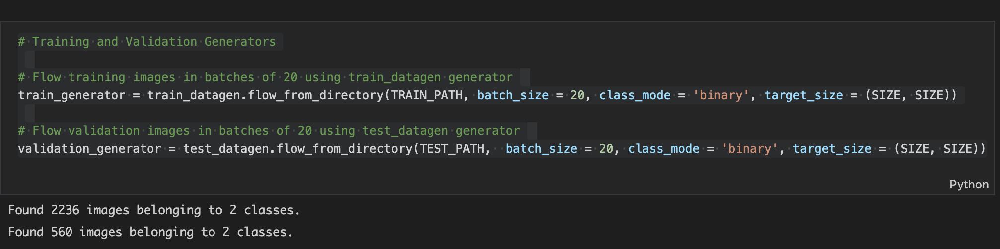 # Training and Validation Generators
# Flow training images in batches of 20 using train_datagen generator
train_generator = train_datagen.flow_from_directory(TRAIN_PATH, batch_size = 20, class_mode = 'binary', target_size = (SIZE, SIZE))
# Flow validation images in batches of 20 using test_datagen generator
validation_generator = test_datagen.flow_from_directory(TEST_PATH,  batch_size = 20, class_mode = 'binary', target_size = (SIZE, SIZE))
Python
Found 2236 images belonging to 2 classes.
Found 560 images belonging to 2 classes.